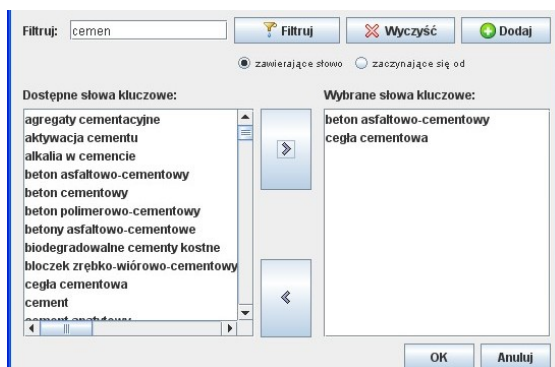 Filtruj: cemen Filtruj Wyczyść Dodaj
zawierające słowo zaczynające się od
Dostępne słowa kluczowe: Wybrane słowa kluczowe:
agregaty cementacyjne
aktywacja cementu
alkalia w cemencie
beton asfaltowo-cementowy
beton cementowy
beton polimerowo-cementowy
betony asfaltowo-cementowe
biodegradowalne cementy kostne
bloczek zrębko-wiórowo-cementowy
cegła cementowa
cement
beton asfaltowo-cementowy
cegła cementowa
OK Anuluj